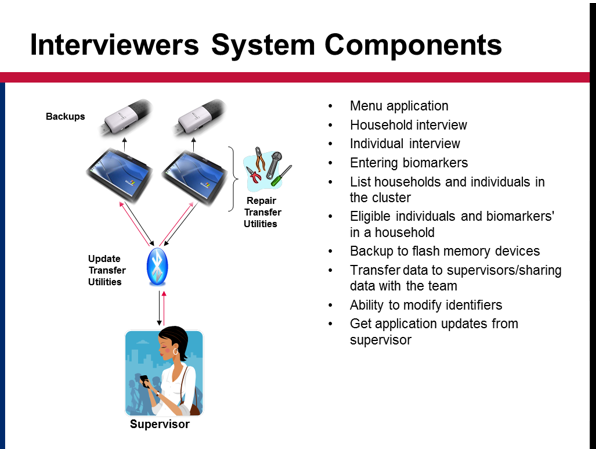 Interviewers System Components
Backups
Repair
Transfer
Utilities
Update
Transfer
Utilities
Supervisor
• Menu application
• Household interview
• Individual interview
• Entering biomarkers
• List households and individuals in
the cluster
• Eligible individuals and biomarkers'
in a household
• Backup to flash memory devices
• Transfer data to supervisors/sharing
data with the team
• Ability to modify identifiers
• Get application updates from
supervisor